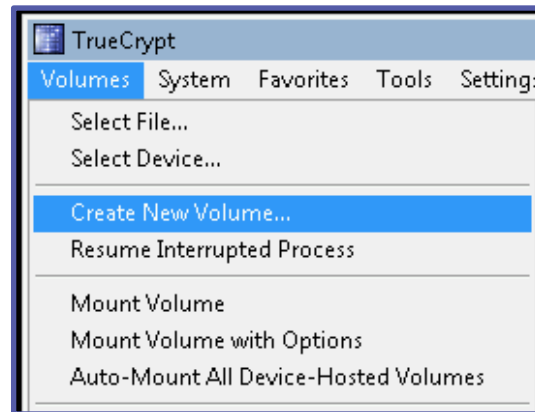 TrueCrypt
Volumes System Favorites Tools
Select File...
Select Device...
Create New Volume...
Resume Interrupted Process
Mount Volume
Mount Volume with Options
Auto-Mount All Device-Hosted Volumes